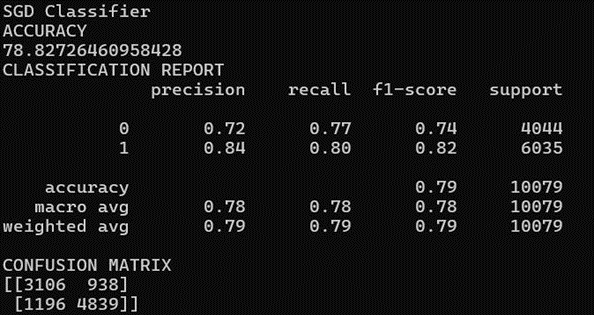 SGD Classifier
ACCURACY
78.82726460958428
CLASSIFICATION REPORT
precision recall f1-score support
0 0.72 0.77 0.74 4044
1 0.84 0.80 0.82 6035
accuracy 0.79 10079
macro avg 0.78 0.78 0.78 10079
weighted avg 0.79 0.79 0.79 10079
CONFUSION MATRIX
[[3106 938]
[1196 4839]]